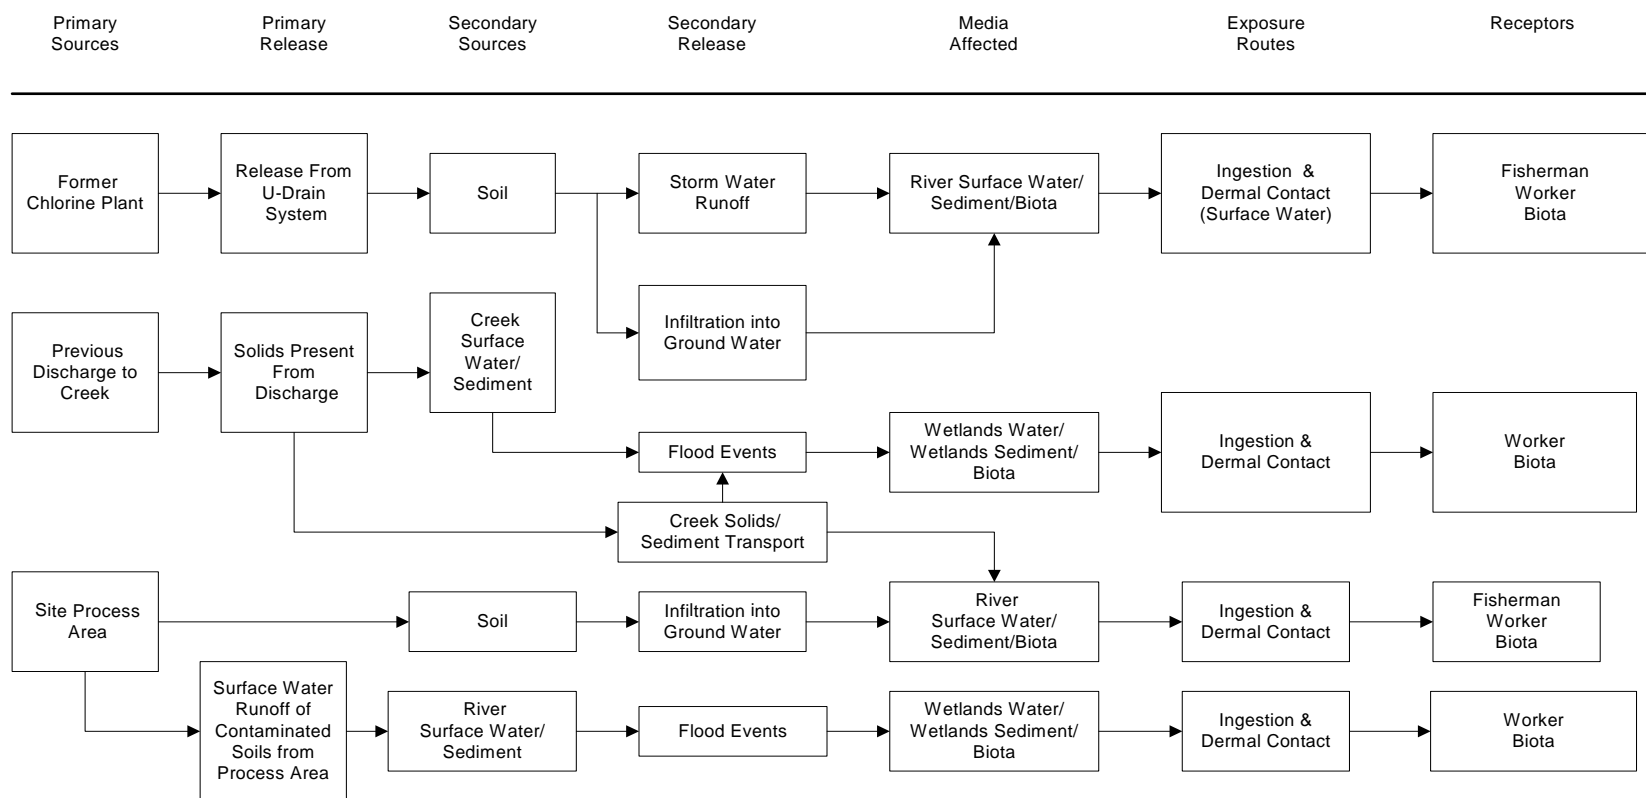 Primary
Sources
Primary
Release
Secondary
Sources
Secondary
Release
Media
Affected
Exposure
Routes
Receptors
Former
Chlorine Plant
Release From
U-Drain
System
Soil
Storm Water
Runoff
River Surface Water/
Sediment/Biota
Ingestion &
Dermal Contact
(Surface Water)
Fisherman
Worker
Biota
Infiltration into
Ground Water
Previous
Discharge to
Creek
Solids Present
From
Discharge
Creek
Surface
Water/
Sediment
Flood Events
Wetlands Water/
Wetlands Sediment/
Biota
Ingestion &
Dermal Contact
Worker
Biota
Creek Solids/
Sediment Transport
Site Process
Area
Soil
Infiltration into
Ground Water
River
Surface Water/
Sediment/Biota
Ingestion &
Dermal Contact
Fisherman
Worker
Biota
Surface Water
Runoff of
Contaminated
Soils from
Process Area
River
Surface Water/
Sediment
Flood Events
Wetlands Water/
Wetlands Sediment/
Biota
Ingestion &
Dermal Contact
Worker
Biota